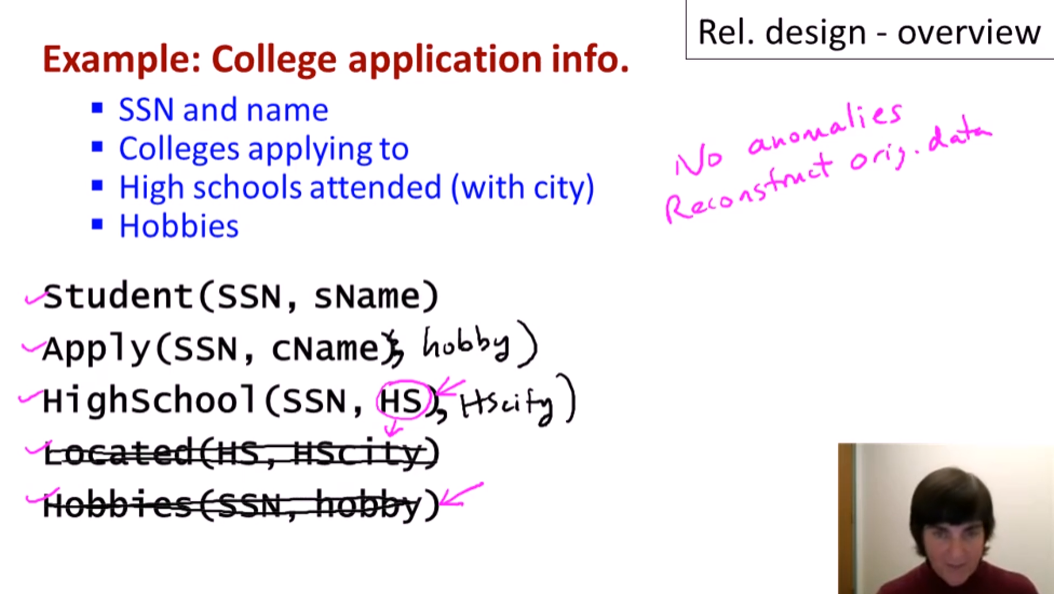 Rel. design - overview
Example: College application info.
SSN and name
Colleges applying to
High schools attended (with city)
Hobbies
No anomalies
Reconstruct orig. data
Student(SSN, sName)
Apply(SSN, cName), hobby)
HighSchool(SSN, HS), HScity)
Located(HS, HScity)
Hobbies(SSN, hobby)